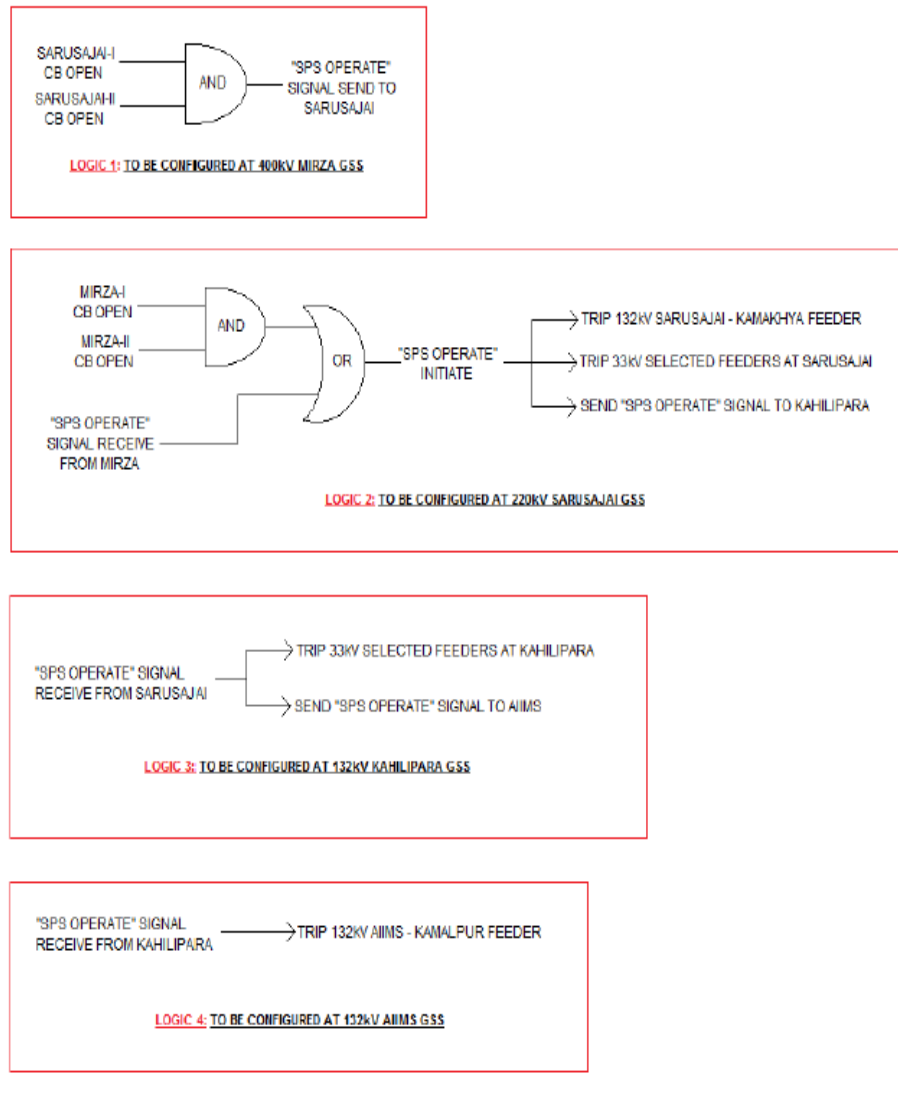 SARUSAJAI-I
CB OPEN
SARUSAJAI-II
CB OPEN
AND
"SPS OPERATE"
SIGNAL SEND TO
SARUSAJAI
LOGIC 1: TO BE CONFIGURED AT 400kV MIRZA GSS
MIRZA-I
CB OPEN
MIRZA-II
CB OPEN
AND
"SPS OPERATE"
SIGNAL RECEIVE
FROM MIRZA
OR
"SPS OPERATE"
INITIATE
TRIP 132kV SARUSAJAI - KAMAKHYA FEEDER
TRIP 33kV SELECTED FEEDERS AT SARUSAJAI
SEND "SPS OPERATE" SIGNAL TO KAHILIPARA
LOGIC 2: TO BE CONFIGURED AT 220kV SARUSAJAI GSS
"SPS OPERATE" SIGNAL
RECEIVE FROM SARUSAJAI
TRIP 33kV SELECTED FEEDERS AT KAHILIPARA
SEND "SPS OPERATE" SIGNAL TO AIIMS
LOGIC 3: TO BE CONFIGURED AT 132kV KAHILIPARA GSS
"SPS OPERATE" SIGNAL
RECEIVE FROM KAHILIPARA
TRIP 132kV AIIMS - KAMALPUR FEEDER
LOGIC 4: TO BE CONFIGURED AT 132kV AIIMS GSS